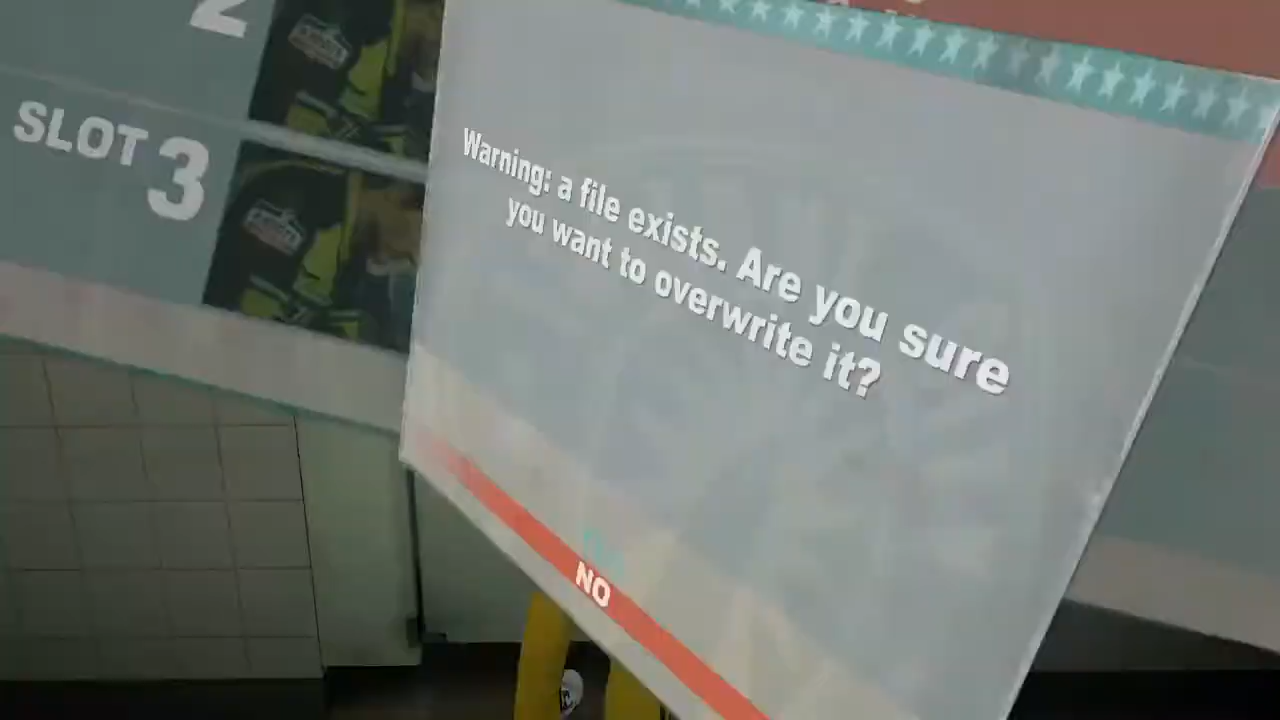 2
SLOT 3
Warning: a file exists. Are you sure
you want to overwrite it?
NO